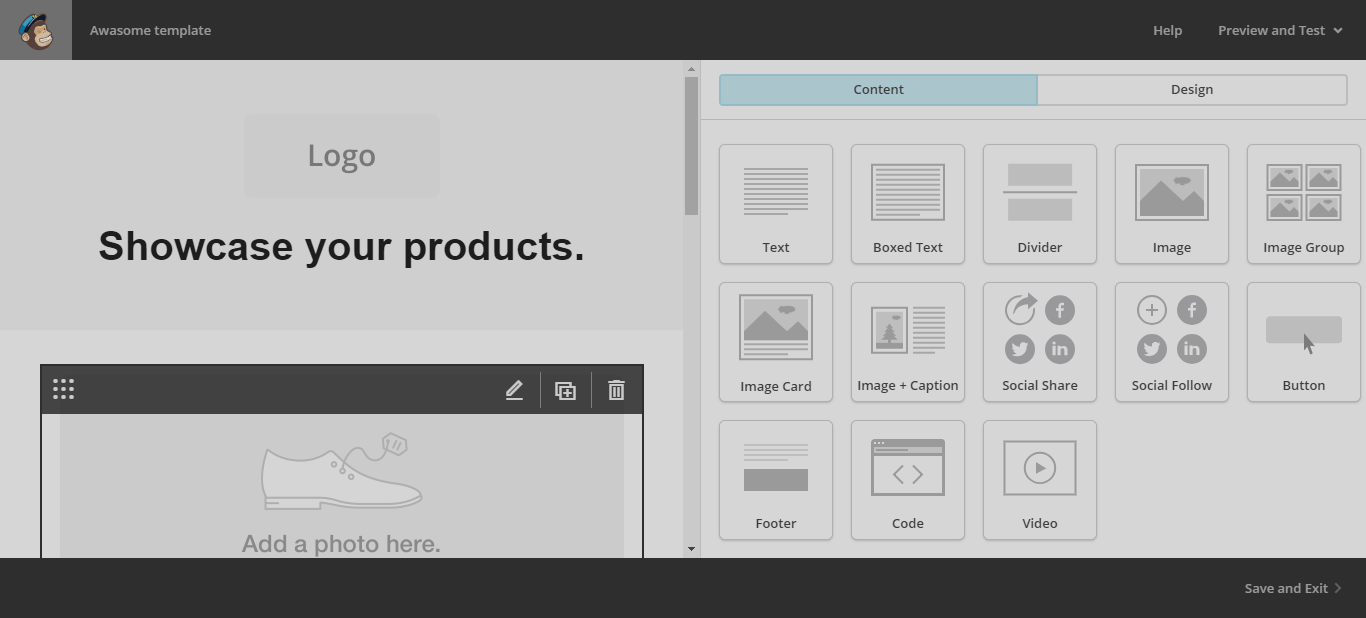 Awasome template
Help
Preview and Test
Logo
Showcase your products.
Add a photo here.
Content
Design
Text
Boxed Text
Divider
Image
Image Group
Image Card
Image + Caption
Social Share
Social Follow
Button
Footer
Code
Video
Save and Exit